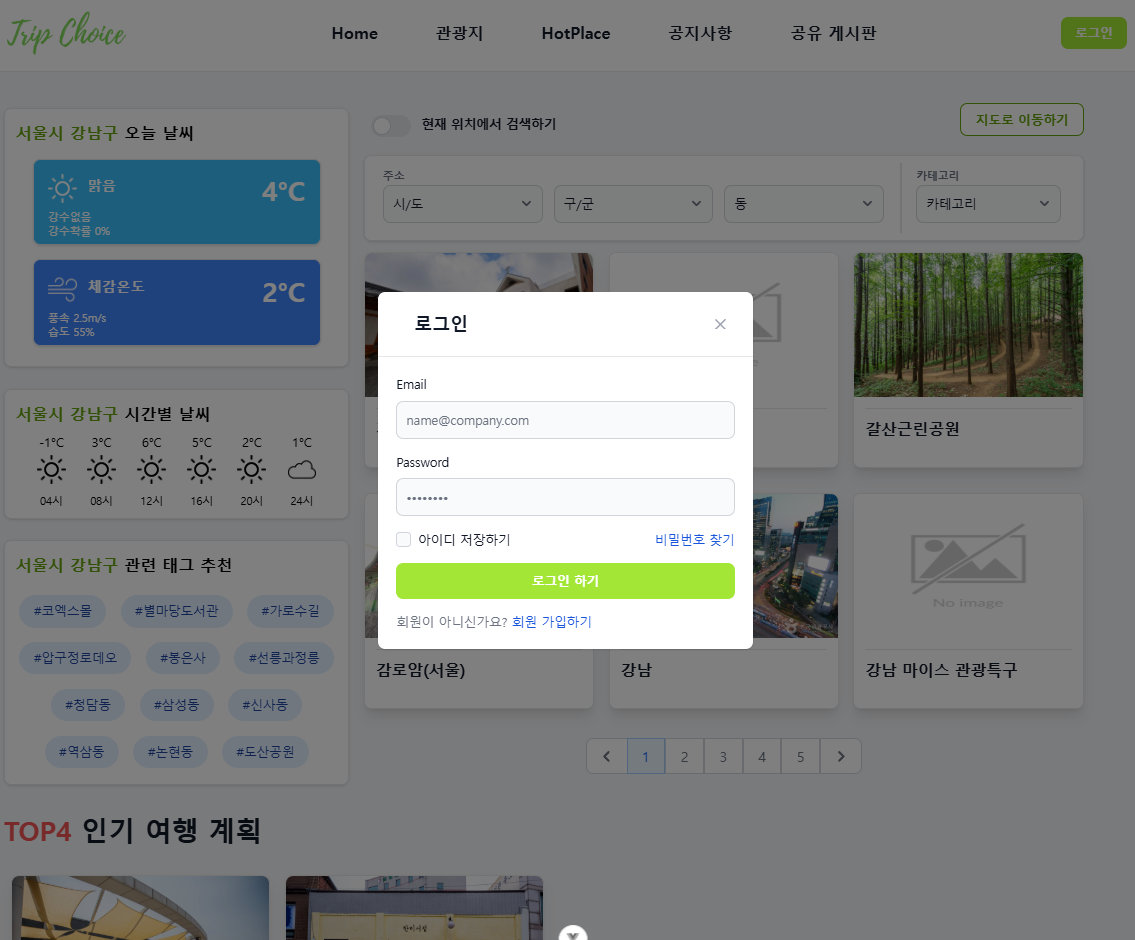 Trip Choice
Home 관광지 HotPlace 공지사항 공유 게시판
로그인
서울시 강남구 오늘 날씨
맑음
4°C
강수없음
강수확률 0%
체감온도
2°C
풍속 2.5m/s
습도 55%
서울시 강남구 시간별 날씨
-1°C 3°C 6°C 5°C 2°C 1°C
04시 08시 12시 16시 20시 24시
서울시 강남구 관련 태그 추천
#코엑스몰 #별마당도서관 #가로수길
#압구정로데오 #봉은사 #선릉과정릉
#청담동 #삼성동 #신사동
#역삼동 #논현동 #도산공원
현재 위치에서 검색하기
지도로 이동하기
주소
시/도 구/군 동
카테고리
카테고리
로그인
Email
name@company.com
Password
아이디 저장하기
비밀번호 찾기
로그인 하기
회원이 아니신가요? 회원 가입하기
갈산근린공원
감로암(서울)
강남
No image
강남 마이스 관광특구
1 2 3 4 5
TOP4 인기 여행 계획